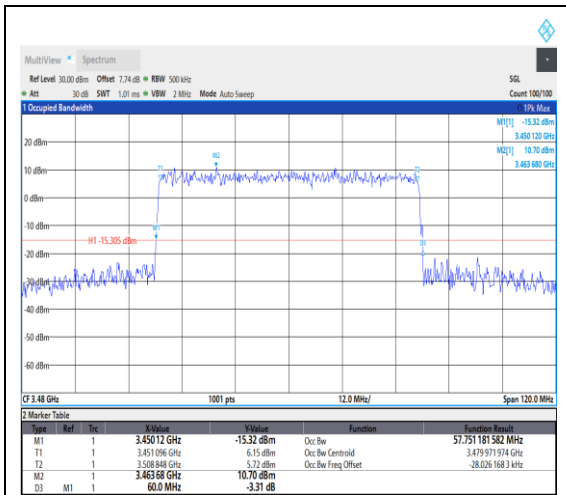 MultiView Spectrum
Ref Level 30.00 dBm Offset 7.74 dB RBW 500 kHz SGL
Att 30 dB SWT 1.01 ms VBW 2 MHz Mode Auto Sweep Count 100/100
1 Occupied Bandwidth 1Pk Max
M1[1] -15.32 dBm
3.450 120 GHz
M2[1] 10.70 dBm
3.463 680 GHz
20 dBm
M2
10 dBm
0 dBm
-10 dBm
M1
H1 -15.305 dBm
D3
-20 dBm
-30 dBm
-40 dBm
-50 dBm
-60 dBm
CF 3.48 GHz 1001 pts 12.0 MHz/ Span 120.0 MHz
2 Marker Table
Type Ref Trc X-Value Y-Value Function Function Result
M1 1 3.45012 GHz -15.32 dBm Occ Bw 57.751 181 582 MHz
T1 1 3.451 096 GHz 6.15 dBm Occ Bw Centroid 3.479 971 974 GHz
T2 1 3.508 848 GHz 5.72 dBm Occ Bw Freq Offset -28.026 168 3 kHz
M2 1 3.463 68 GHz 10.70 dBm
D3 M1 1 60.0 MHz -3.31 dB